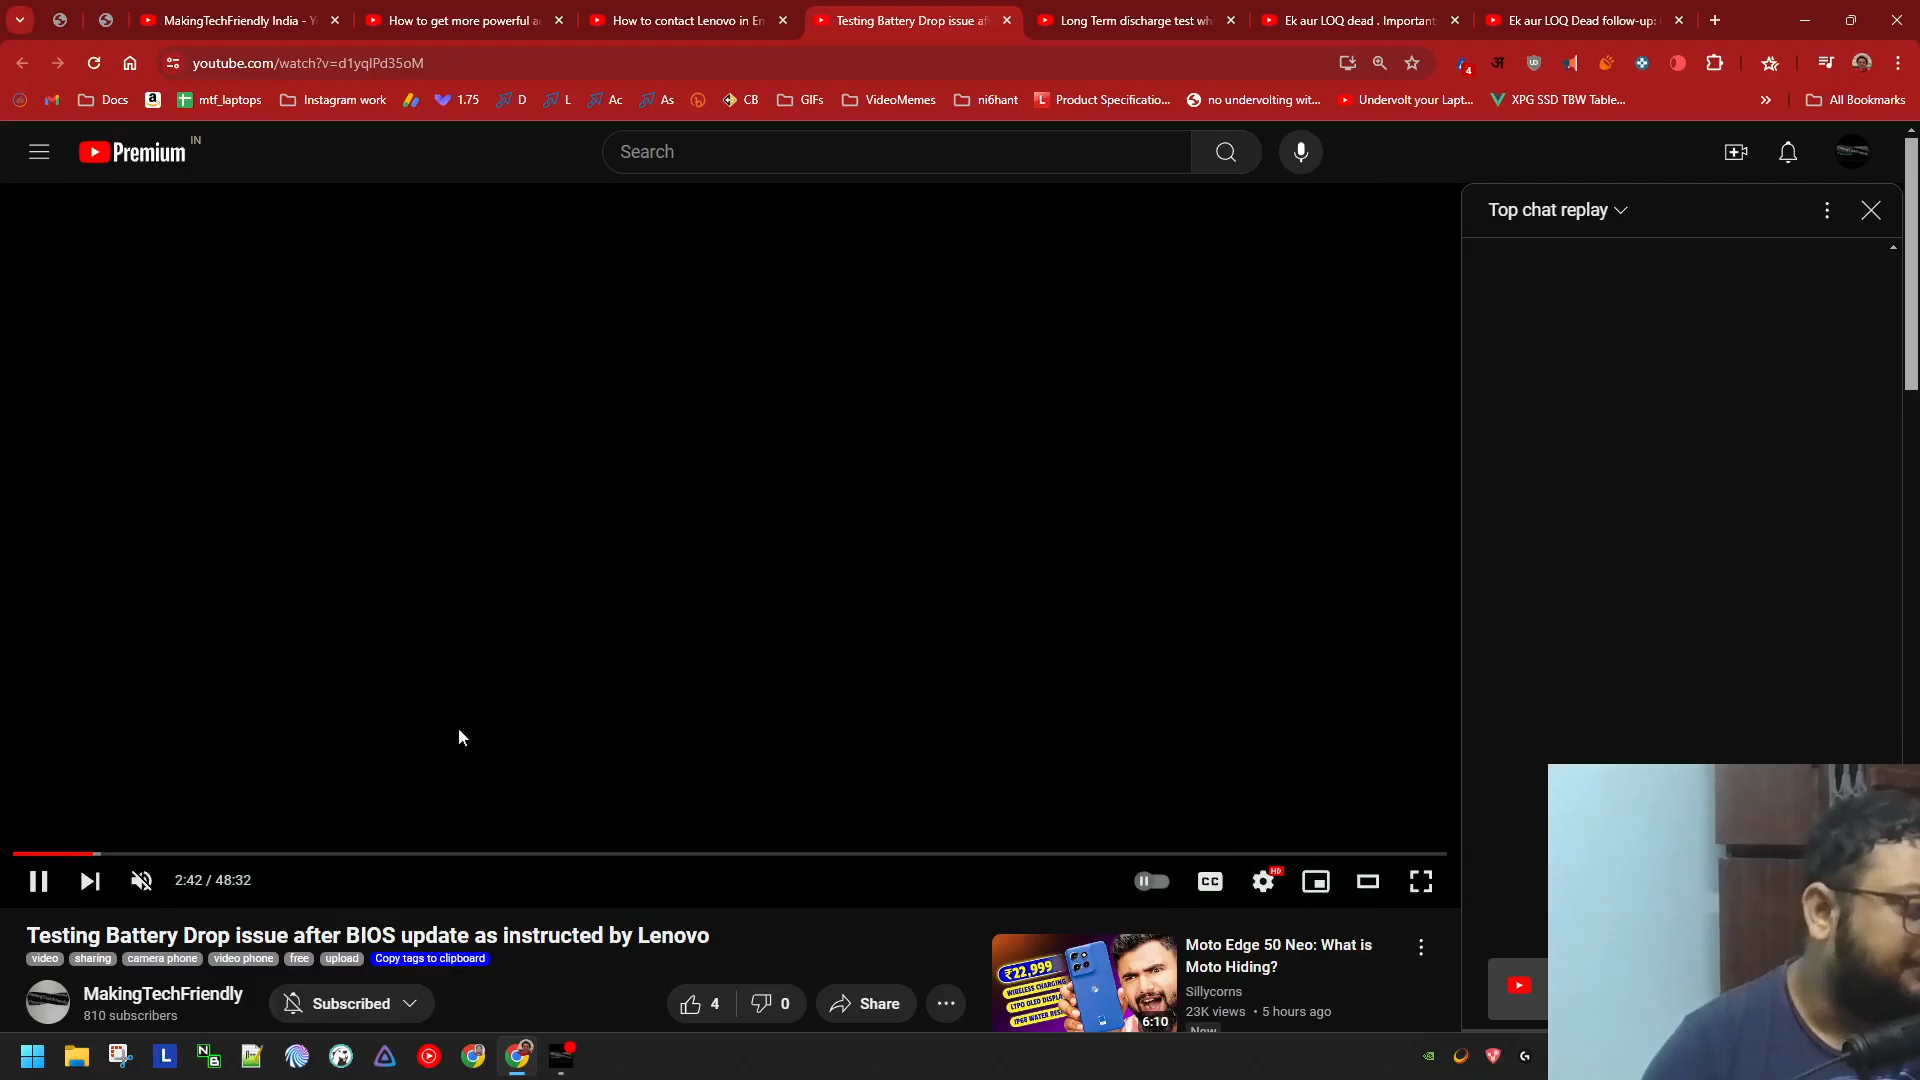 MakingTechFriendly India - Y
How to get more powerful a
How to contact Lenovo in En
Testing Battery Drop issue af
Long Term discharge test wh
Ek aur LOQ dead . Important
Ek aur LOQ Dead follow-up:
youtube.com/watch?v=d1yqlPd35oM
4
अ
Docs
mtf_laptops
Instagram work
1.75
D
L
Ac
As
CB
GIFs
VideoMemes
ni6hant
Product Specificatio...
no undervolting wit...
Undervolt your Lapt...
XPG SSD TBW Table...
All Bookmarks
Premium
IN
Search
Top chat replay
2:42 / 48:32
CC
HD
Testing Battery Drop issue after BIOS update as instructed by Lenovo
video
sharing
camera phone
video phone
free
upload
Copy tags to clipboard
MakingTechFriendly
810 subscribers
Subscribed
4
0
Share
₹22,999
WIRELESS CHARGING
6:10
Moto Edge 50 Neo: What is
Moto Hiding?
Sillycorns
23K views • 5 hours ago
New
L
N
B